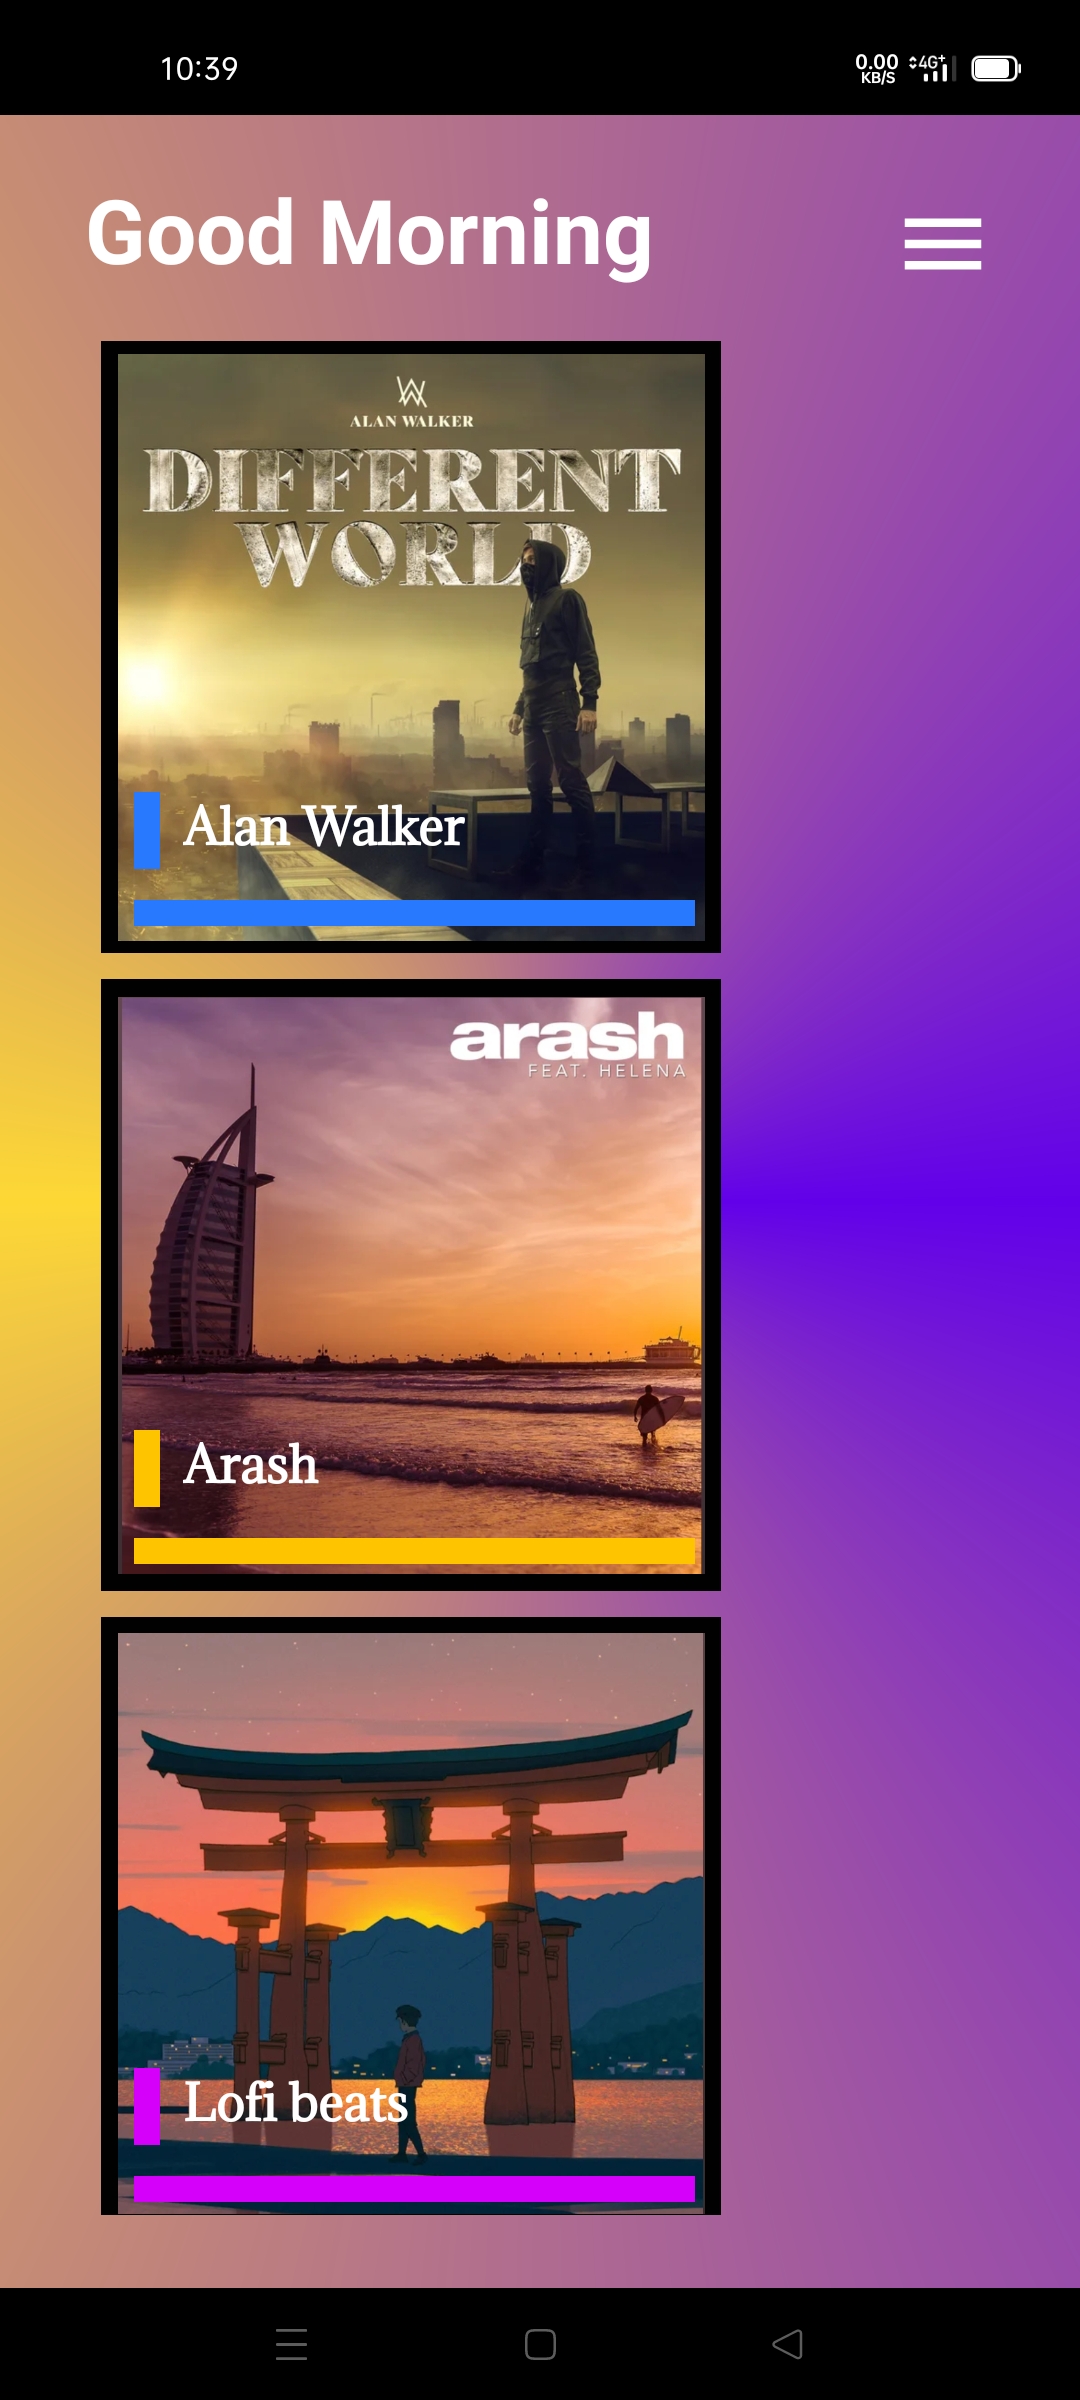 10:39
0.00
KB/S
4G+
Good Morning
ALAN WALKER
DIFFERENT
WORLD
Alan Walker
arash
FEAT. HELENA
Arash
Lofi beats